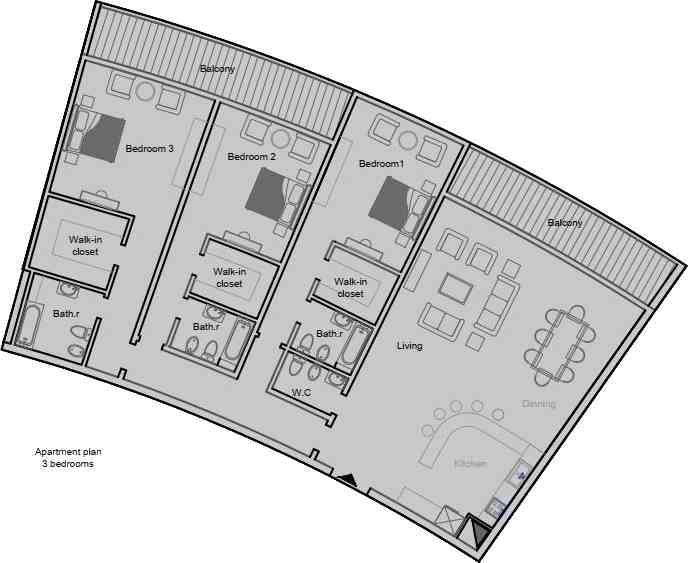 Balcony
Bedroom 3
Bedroom 2
Bedroom1
Balcony
Walk-in
closet
Walk-in
closet
Walk-in
closet
Bath.r
Bath.r
Bath.r
Living
W.C
Dinning
Kitchen
Apartment plan
3 bedrooms